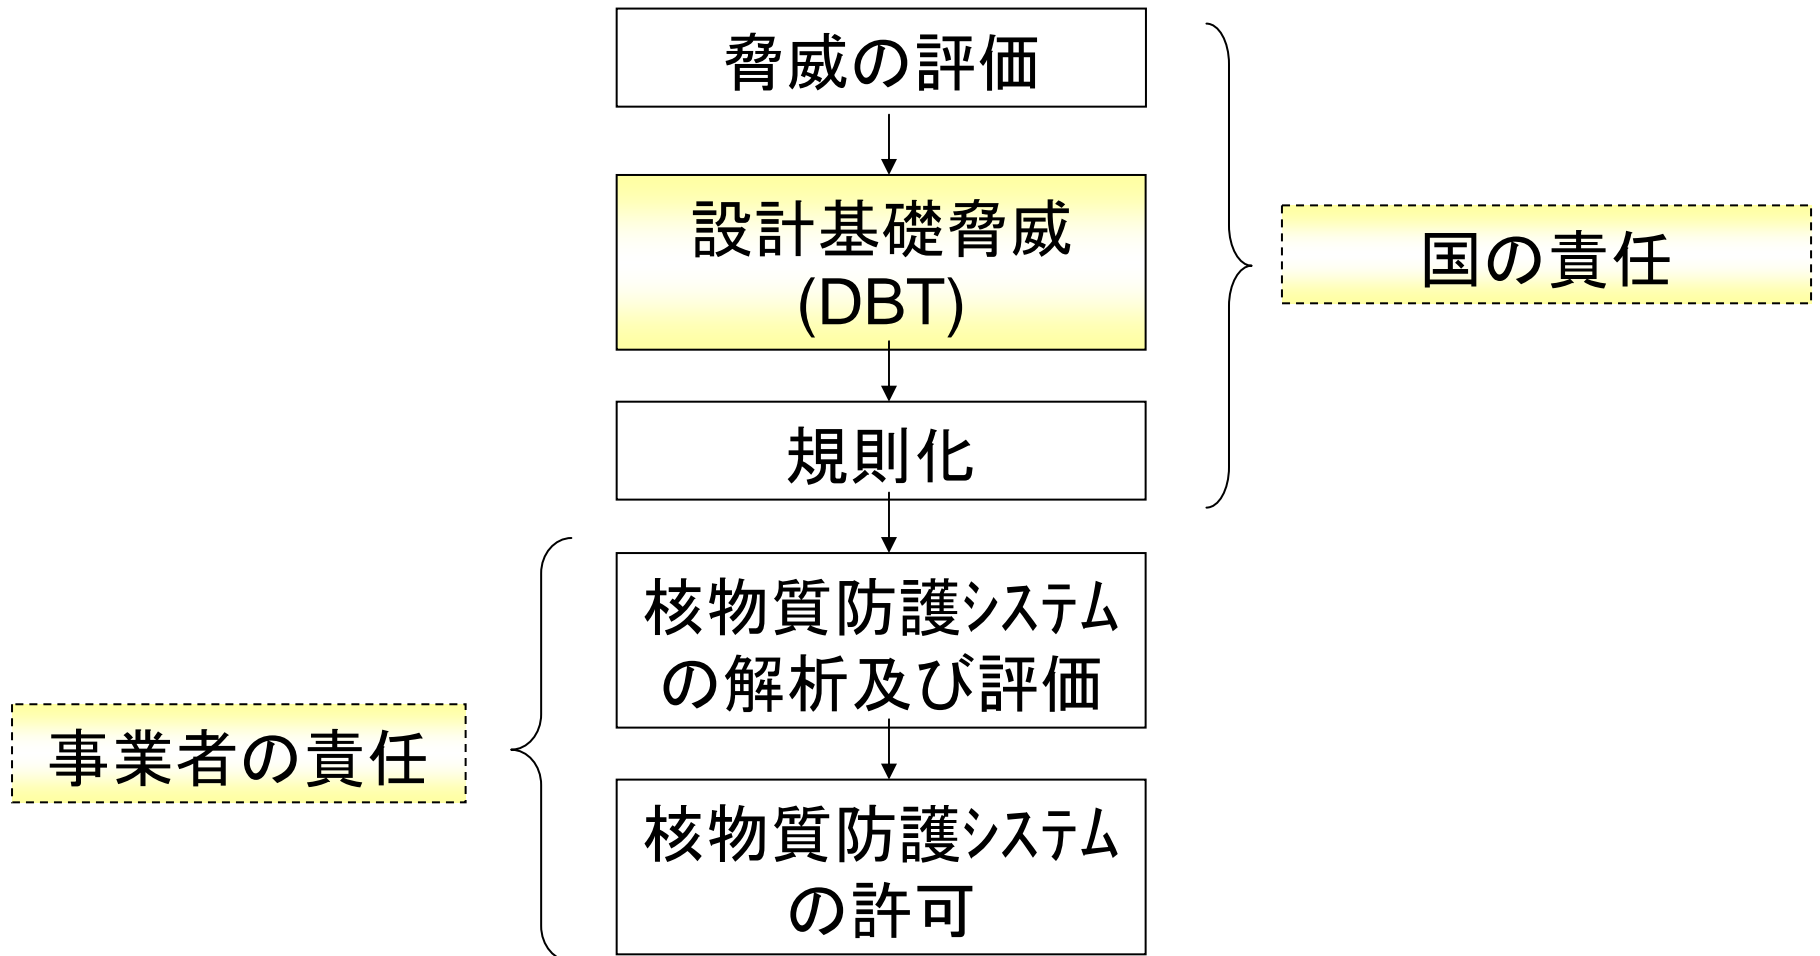 脅威の評価
設計基礎脅威
(DBT)
国の責任
規則化
核物質防護ｼｽﾃﾑ
の解析及び評価
事業者の責任
核物質防護ｼｽﾃﾑ
の許可